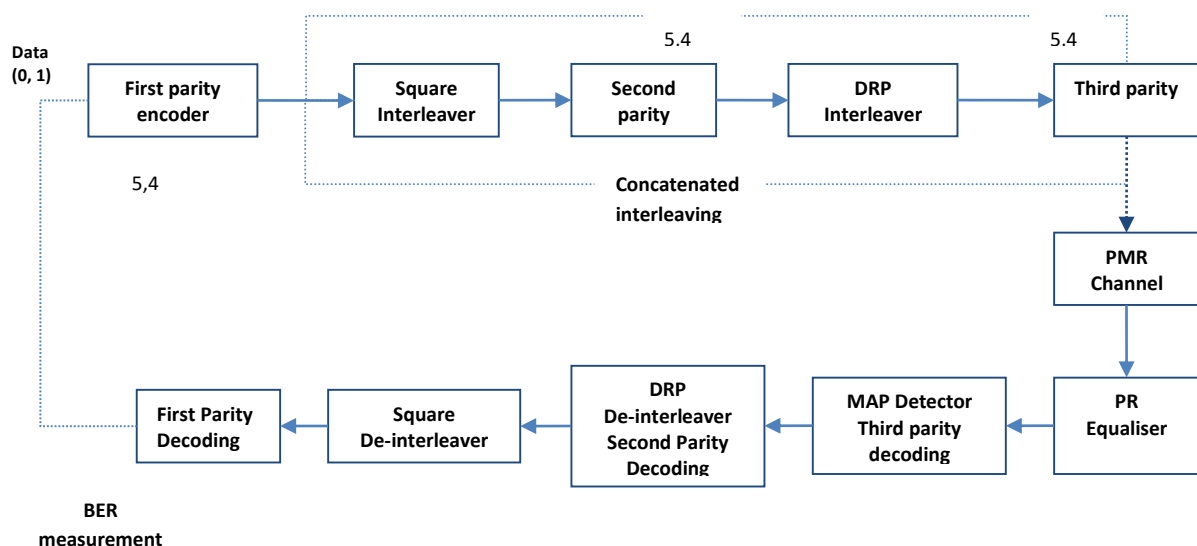 5.4
5.4
Data
(0, 1)
First parity
encoder
Square
Interleaver
Second
parity
DRP
Interleaver
Third parity
5,4
Concatenated
interleaving
PMR
Channel
PR
Equaliser
MAP Detector
Third parity
decoding
DRP
De-interleaver
Second Parity
Decoding
Square
De-interleaver
First Parity
Decoding
BER
measurement